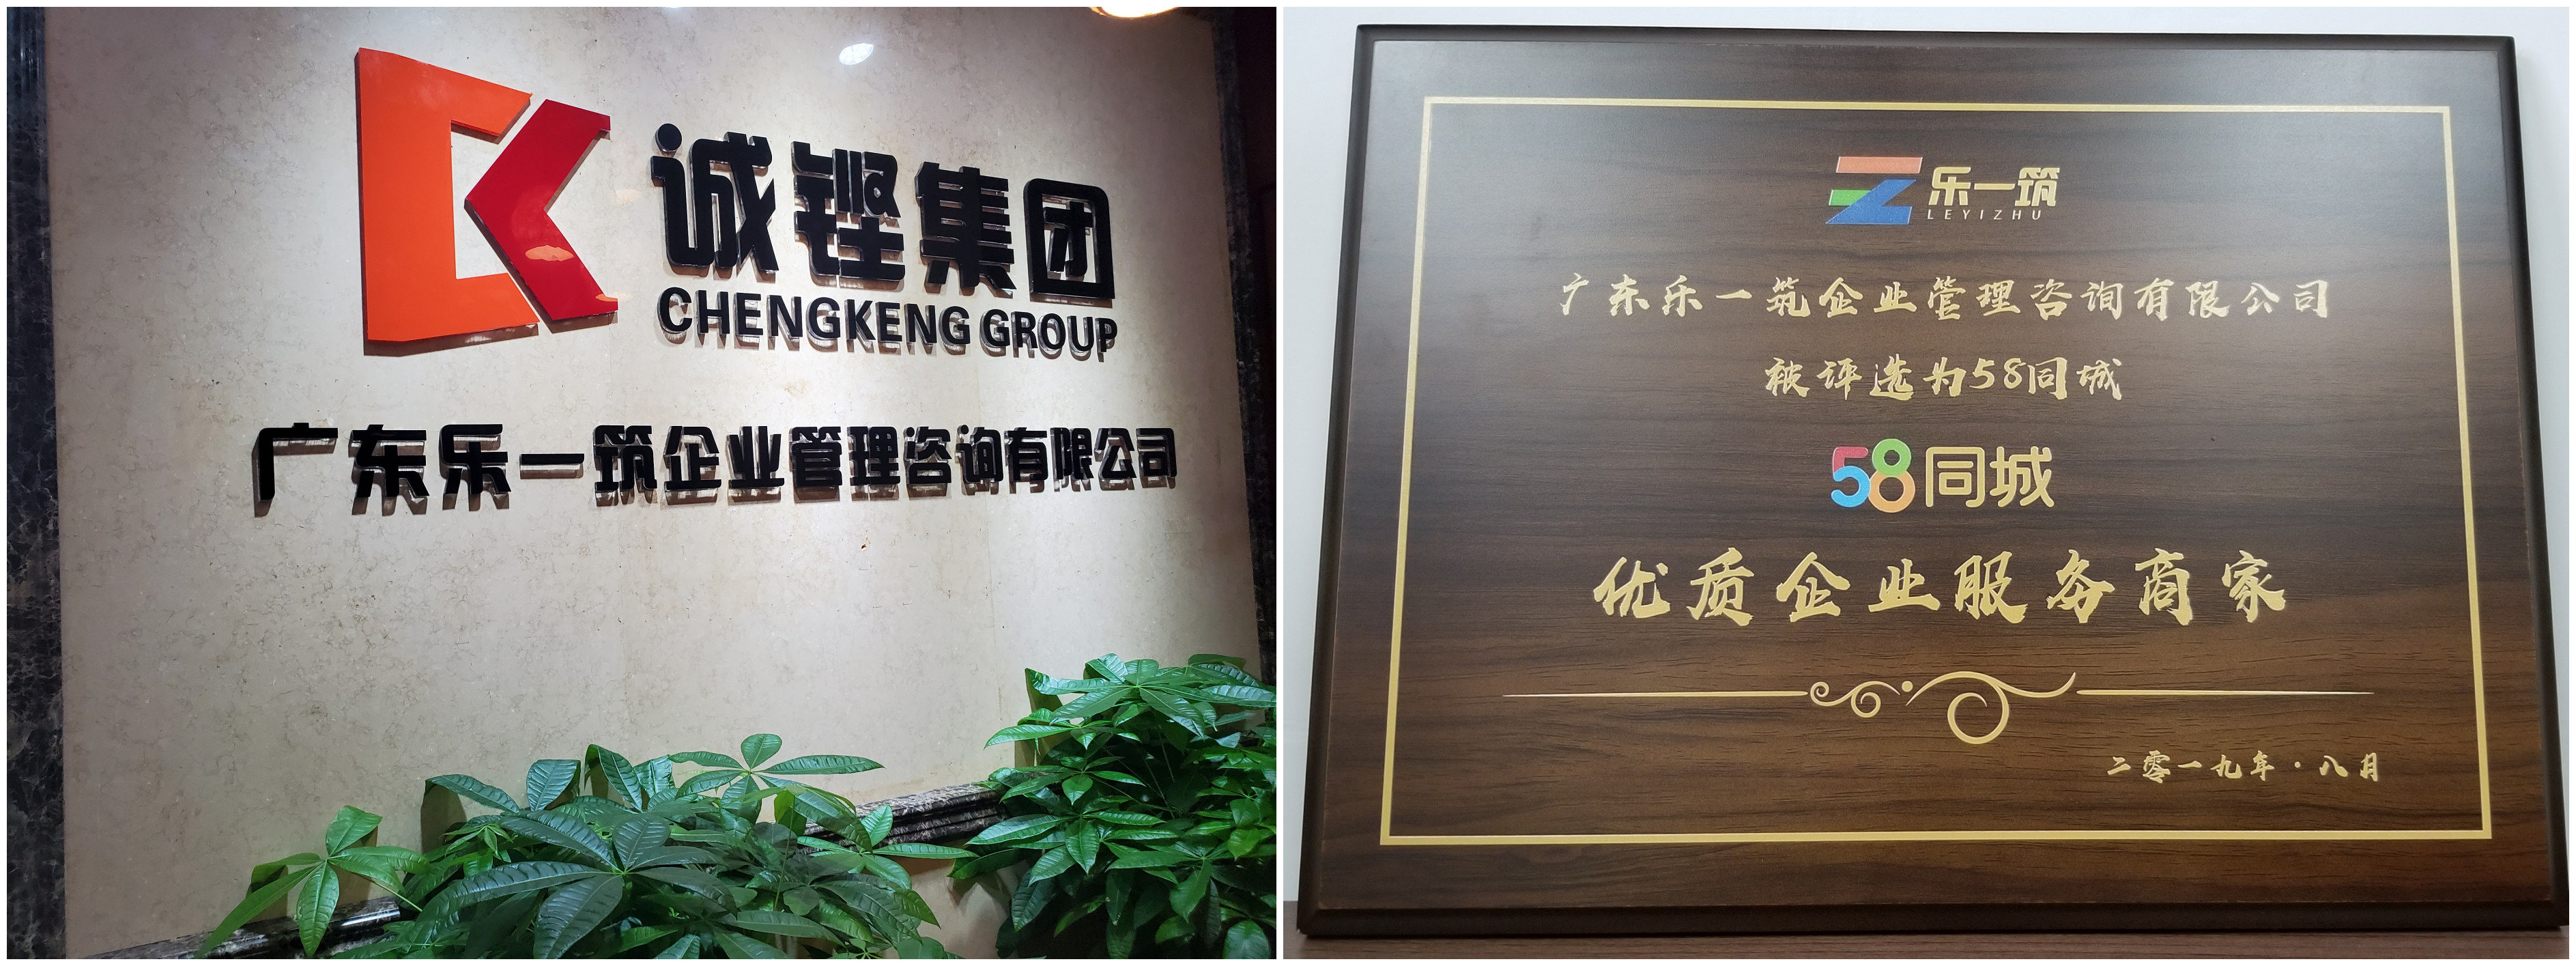 诚铿集团
CHENGKENG GROUP
广东乐一筑企业管理咨询有限公司
乐一筑
LEYIZHU
广东乐一筑企业管理咨询有限公司
被评选为58同城
58同城
优质企业服务商家
二零一九年·八月